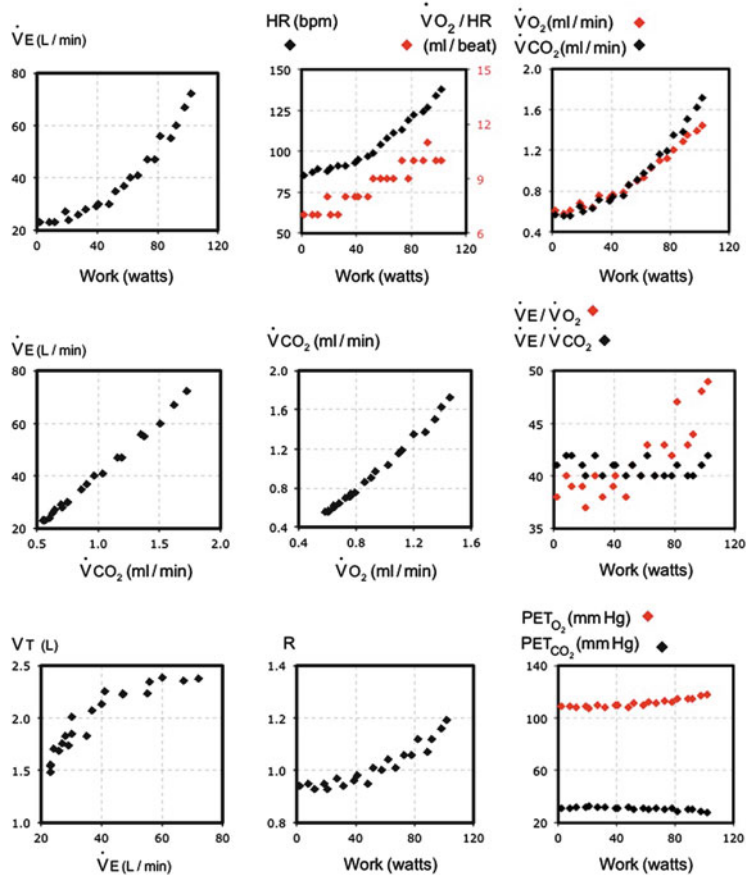 V̇E (L / min)
80
60
40
20
0 40 80 120
Work (watts)
HR (bpm)
V̇O₂ / HR
(ml / beat)
150 15
125 12
100
75 9
50 6
0 40 80 120
Work (watts)
V̇O₂ (ml / min)
V̇CO₂ (ml / min)
2.0
1.6
1.2
0.8
0.4
0 40 80 120
Work (watts)
V̇E (L / min)
80
60
40
20
0.5 1.0 1.5 2.0
V̇CO₂ (ml / min)
V̇CO₂ (ml / min)
2.0
1.6
1.2
0.8
0.4
0.4 0.8 1.2 1.6
V̇O₂ (ml / min)
V̇E / V̇O₂
V̇E / V̇CO₂
50
45
40
35
0 40 80 120
Work (watts)
VT (L)
2.5
2.0
1.5
1.0
20 40 60 80
V̇E (L / min)
R
1.4
1.2
1.0
0.8
0 40 80 120
Work (watts)
PET O₂ (mm Hg)
PET CO₂ (mm Hg)
140
100
60
20
0 40 80 120
Work (watts)